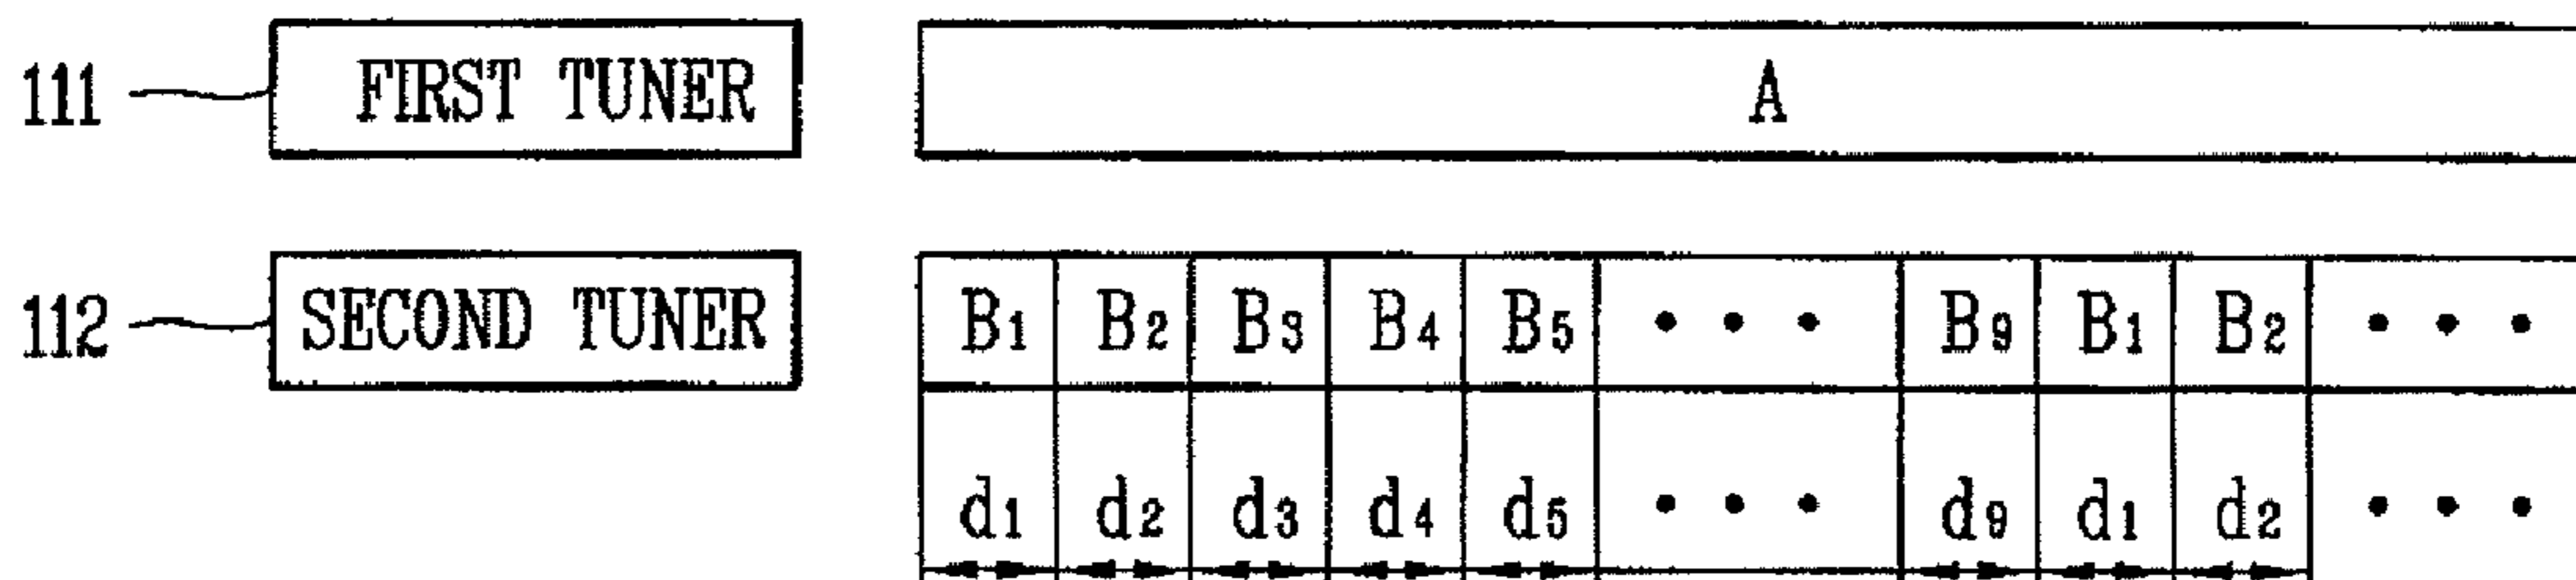 111 FIRST TUNER A
112 SECOND TUNER B1 B2 B3 B4 B5 • • • B9 B1 B2 • • •
d1 d2 d3 d4 d5 • • • d9 d1 d2 • • •